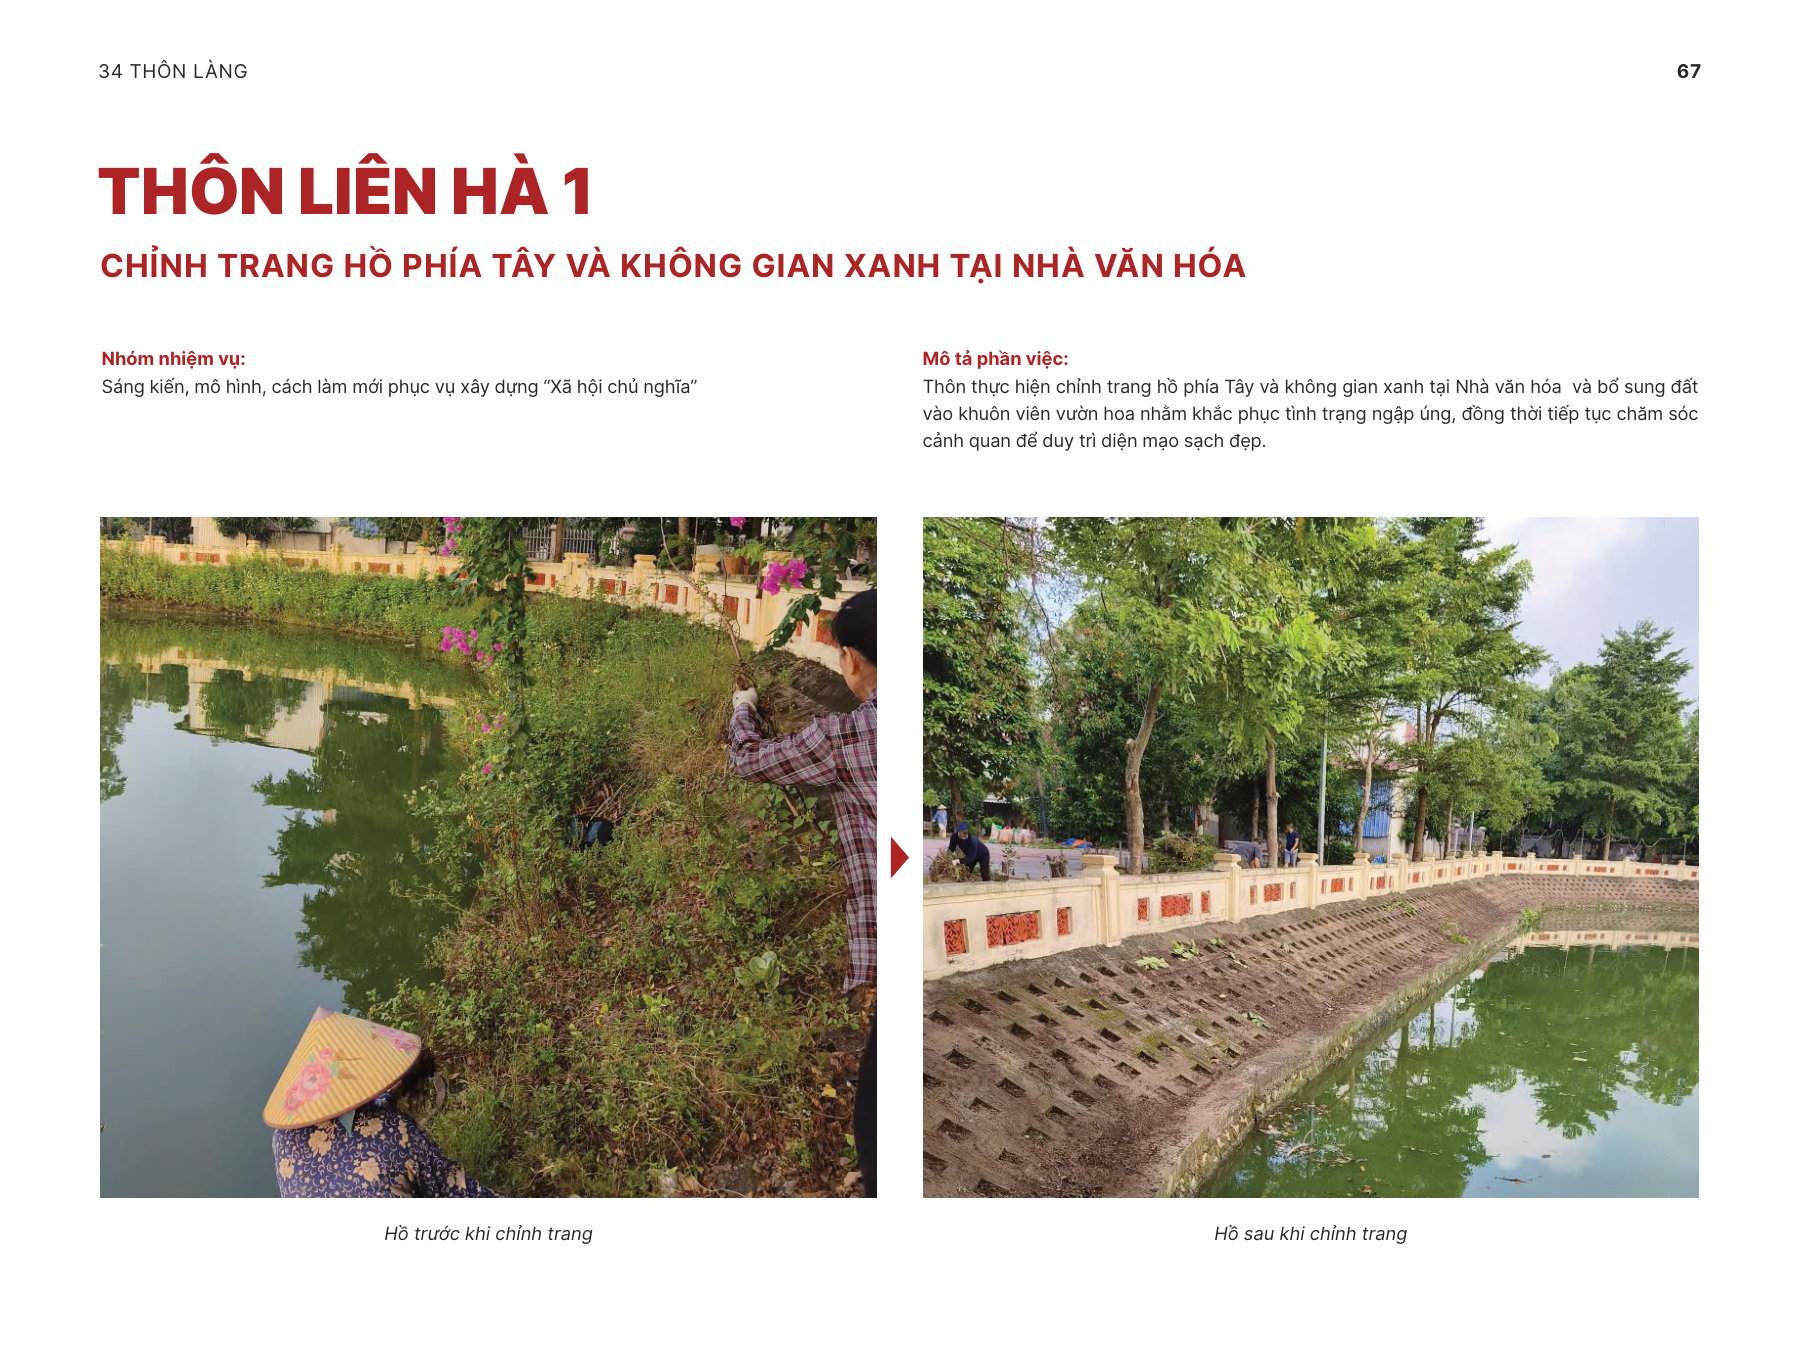 34 THÔN LÀNG
67
THÔN LIÊN HÀ 1
CHỈNH TRANG HỒ PHÍA TÂY VÀ KHÔNG GIAN XANH TẠI NHÀ VĂN HÓA
Nhóm nhiệm vụ:
Sáng kiến, mô hình, cách làm mới phục vụ xây dựng “Xã hội chủ nghĩa”
Mô tả phần việc:
Thôn thực hiện chỉnh trang hồ phía Tây và không gian xanh tại Nhà văn hóa  và bổ sung đất
vào khuôn viên vườn hoa nhằm khắc phục tình trạng ngập úng, đồng thời tiếp tục chăm sóc
cảnh quan để duy trì diện mạo sạch đẹp.
Hồ trước khi chỉnh trang
Hồ sau khi chỉnh trang